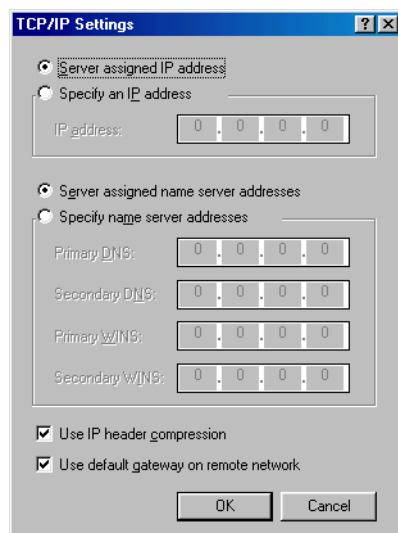 TCP/IP Settings ? ×
Server assigned IP address
Specify an IP address
IP address: 0 . 0 . 0 . 0
Server assigned name server addresses
Specify name server addresses
Primary DNS: 0 . 0 . 0 . 0
Secondary DNS: 0 . 0 . 0 . 0
Primary WINS: 0 . 0 . 0 . 0
Secondary WINS: 0 . 0 . 0 . 0
Use IP header compression
Use default gateway on remote network
OK Cancel